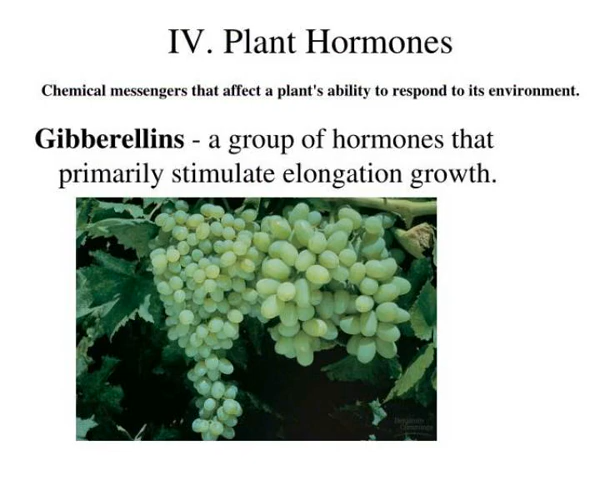 IV. Plant Hormones
Chemical messengers that affect a plant's ability to respond to its environment.
Gibberellins - a group of hormones that
primarily stimulate elongation growth.